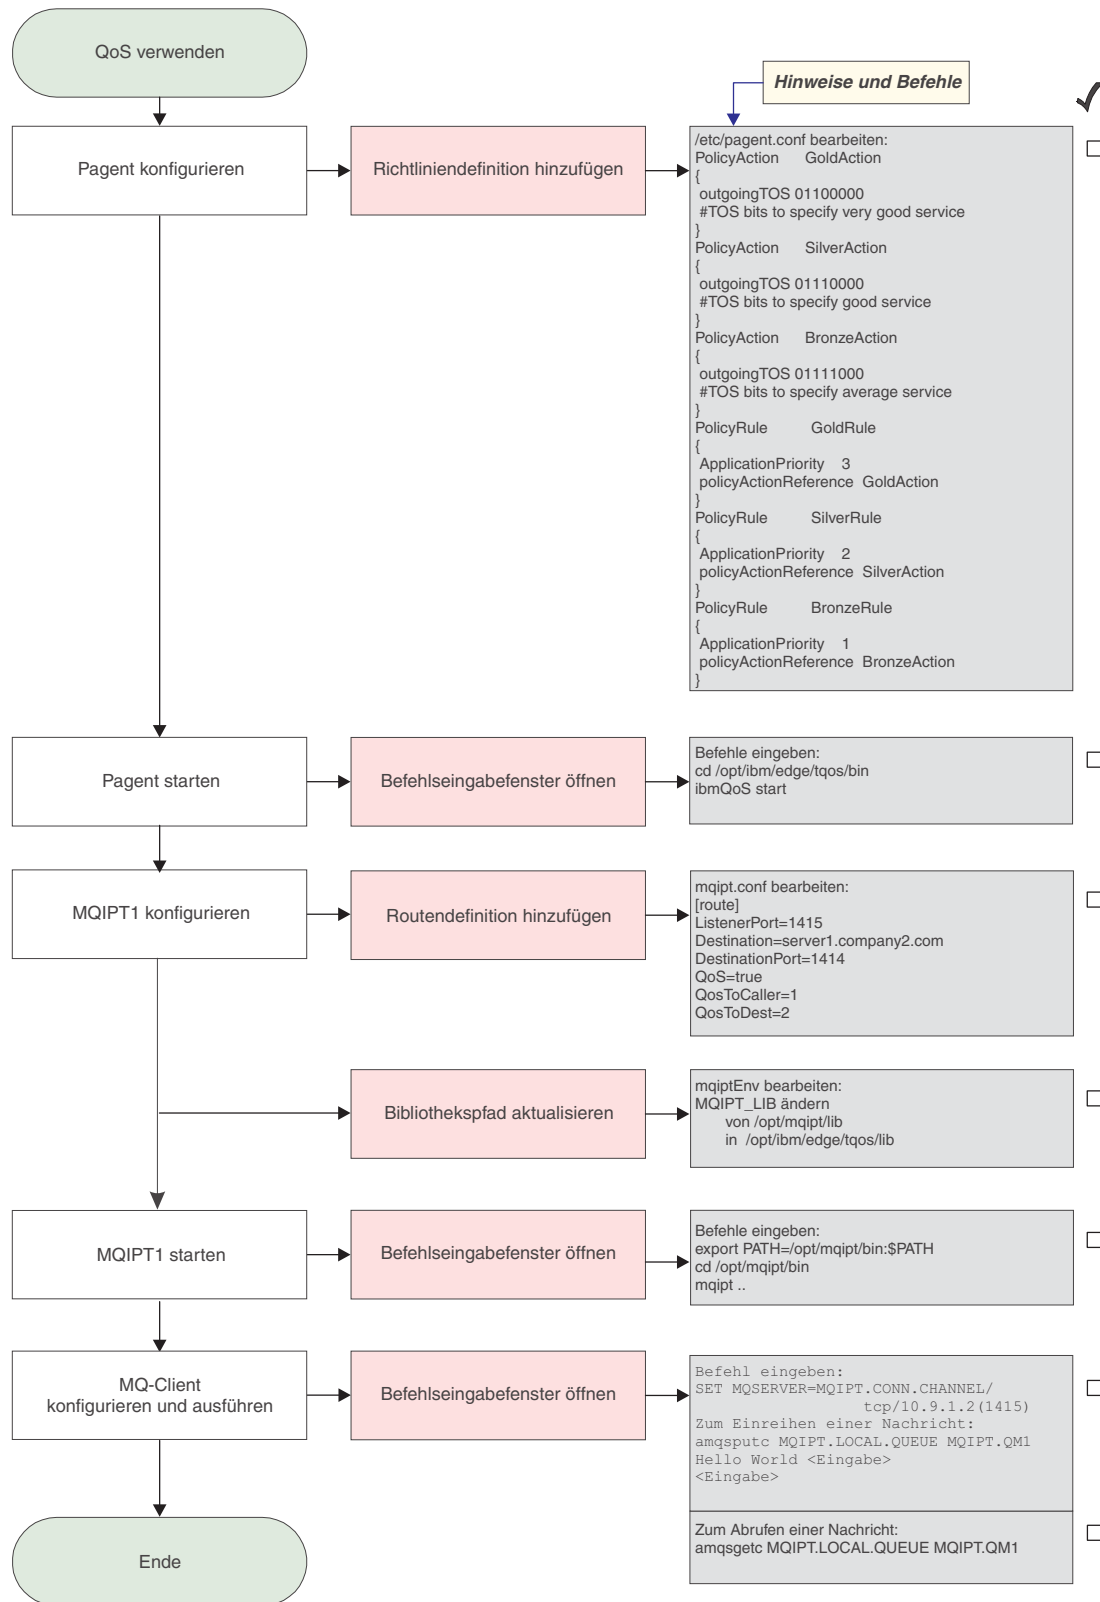 QoS verwenden
Hinweise und Befehle
Pagent konfigurieren
Richtliniendefinition hinzufügen
/etc/pagent.conf bearbeiten:
PolicyAction GoldAction
{
outgoingTOS 01100000
#TOS bits to specify very good service
}
PolicyAction SilverAction
{
outgoingTOS 01110000
#TOS bits to specify good service
}
PolicyAction BronzeAction
{
outgoingTOS 01111000
#TOS bits to specify average service
}
PolicyRule GoldRule
{
ApplicationPriority 3
policyActionReference GoldAction
}
PolicyRule SilverRule
{
ApplicationPriority 2
policyActionReference SilverAction
}
PolicyRule BronzeRule
{
ApplicationPriority 1
policyActionReference BronzeAction
}
Pagent starten
Befehlseingabefenster öffnen
Befehle eingeben:
cd /opt/ibm/edge/tqos/bin
ibmQoS start
MQIPT1 konfigurieren
Routendefinition hinzufügen
mqipt.conf bearbeiten:
[route]
ListenerPort=1415
Destination=server1.company2.com
DestinationPort=1414
QoS=true
QosToCaller=1
QosToDest=2
Bibliothekspfad aktualisieren
mqiptEnv bearbeiten:
MQIPT_LIB ändern
von /opt/mqipt/lib
in /opt/ibm/edge/tqos/lib
MQIPT1 starten
Befehlseingabefenster öffnen
Befehle eingeben:
export PATH=/opt/mqipt/bin:$PATH
cd /opt/mqipt/bin
mqipt ..
MQ-Client
konfigurieren und ausführen
Befehlseingabefenster öffnen
Befehl eingeben:
SET MQSERVER=MQIPT.CONN.CHANNEL/
tcp/10.9.1.2(1415)
Zum Einreihen einer Nachricht:
amqsputc MQIPT.LOCAL.QUEUE MQIPT.QM1
Hello World <Eingabe>
<Eingabe>
Zum Abrufen einer Nachricht:
amqsgetc MQIPT.LOCAL.QUEUE MQIPT.QM1
Ende